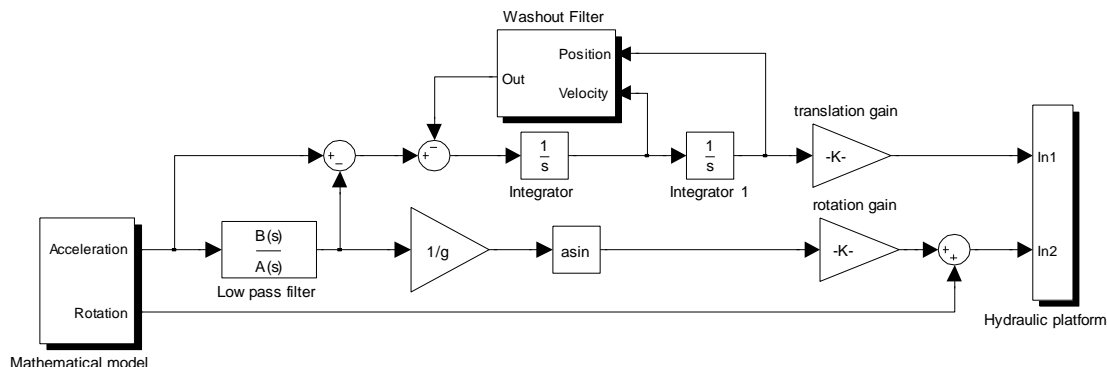 Washout Filter
Position
Out
Velocity
translation gain
+
−
+
−
1
s
1
s
-K-
In1
Integrator
Integrator 1
rotation gain
Acceleration
B(s)
A(s)
1/g
asin
-K-
+
+
In2
Low pass filter
Rotation
Hydraulic platform
Mathematical model